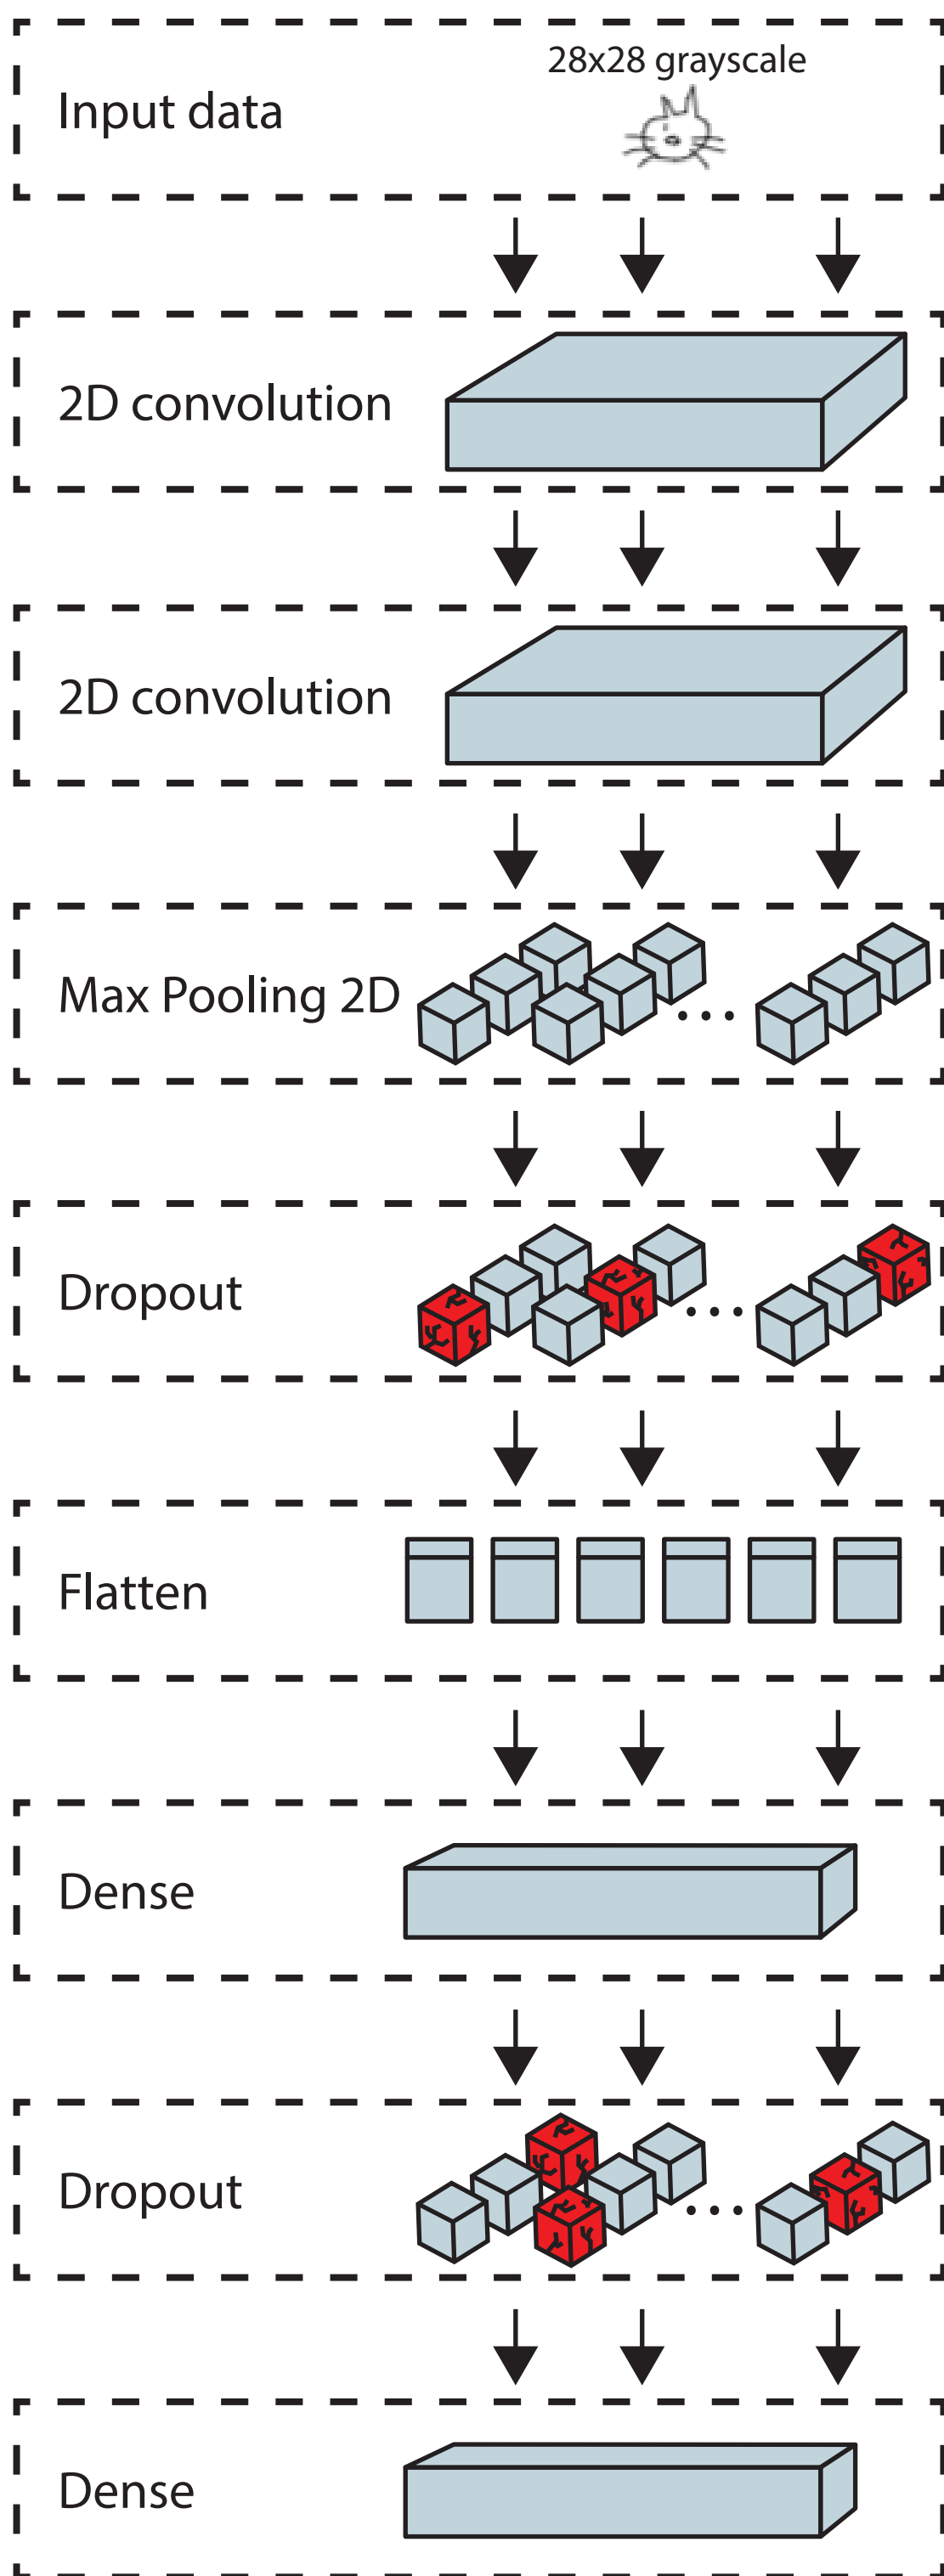 28x28 grayscale
Input data
2D convolution
2D convolution
Max Pooling 2D
Dropout
Flatten
Dense
Dropout
Dense